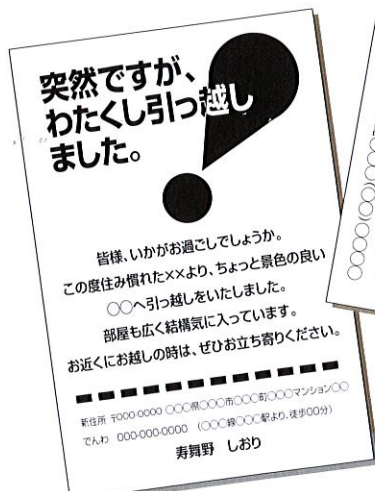 突然ですが、
わたくし引っ越し
ました。
皆様、いかがお過ごしでしょうか。
この度住み慣れた××より、ちょっと景色の良い
○○へ引っ越しをいたしました。
部屋も広く結構気に入っています。
お近くにお越しの時は、ぜひお立ち寄りください。
新住所 〒000-0000 ○○○県○○○市○○○町○○○マンション○○
でんわ 000-000-0000 (○○○線○○○駅より、徒歩00分)
寿舞野 しおり